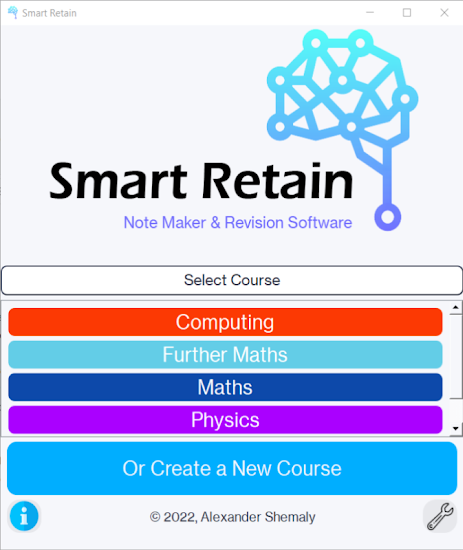 Smart Retain
Smart Retain
Note Maker & Revision Software
Select Course
Computing
Further Maths
Maths
Physics
Or Create a New Course
i
© 2022, Alexander Shemaly